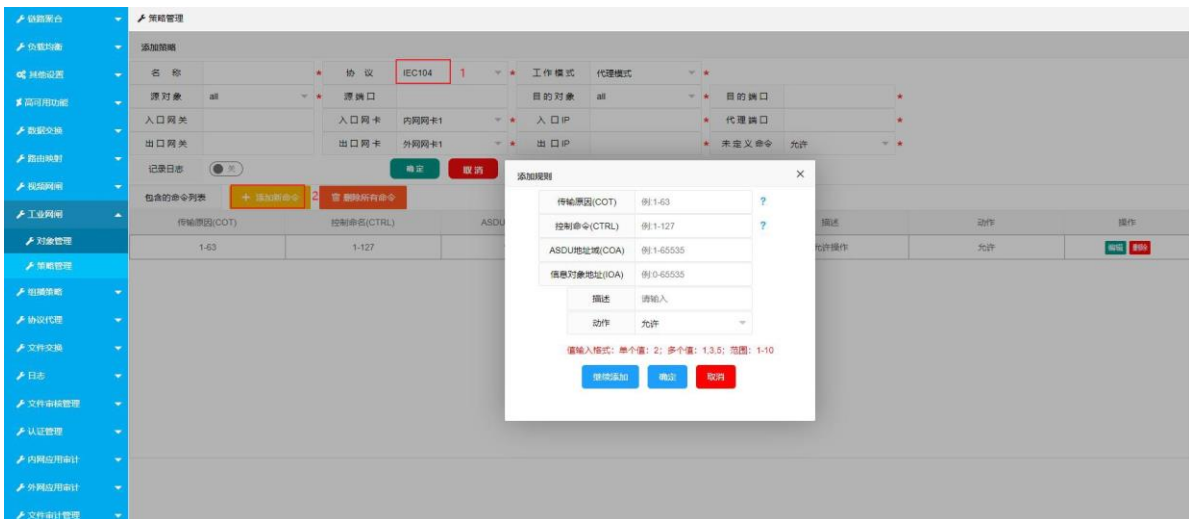 链路聚合
负载均衡
其他设置
高可用功能
数据交换
路由映射
视频网闸
工业网闸
对象管理
策略管理
组播策略
协议代理
文件交换
日志
文件审核管理
认证管理
内网应用审计
外网应用审计
文件审计管理
策略管理
添加策略
名 称 * 协 议 IEC104 1 * 工作模式 代理模式 *
源对象 all * 源端口 目的对象 all * 目的端口 *
入口网关 入口网卡 内网网卡1 * 入 口IP * 代理端口 *
出口网关 出口网卡 外网网卡1 * 出 口IP * 未定义命令 允许 *
记录日志 关 确定 取消
包含的命令列表 + 添加新命令 2 删除所有命令
传输原因(COT) 控制命名(CTRL) ASDU 描述 动作 操作
1-63 1-127 允许操作 允许 编辑 删除
添加规则 ×
传输原因(COT) 例:1-63 ?
控制命令(CTRL) 例:1-127 ?
ASDU地址域(COA) 例:1-65535
信息对象地址(IOA) 例:0-65535
描述 请输入
动作 允许
值输入格式：单个值：2；多个值：1,3,5；范围：1-10
继续添加 确定 取消